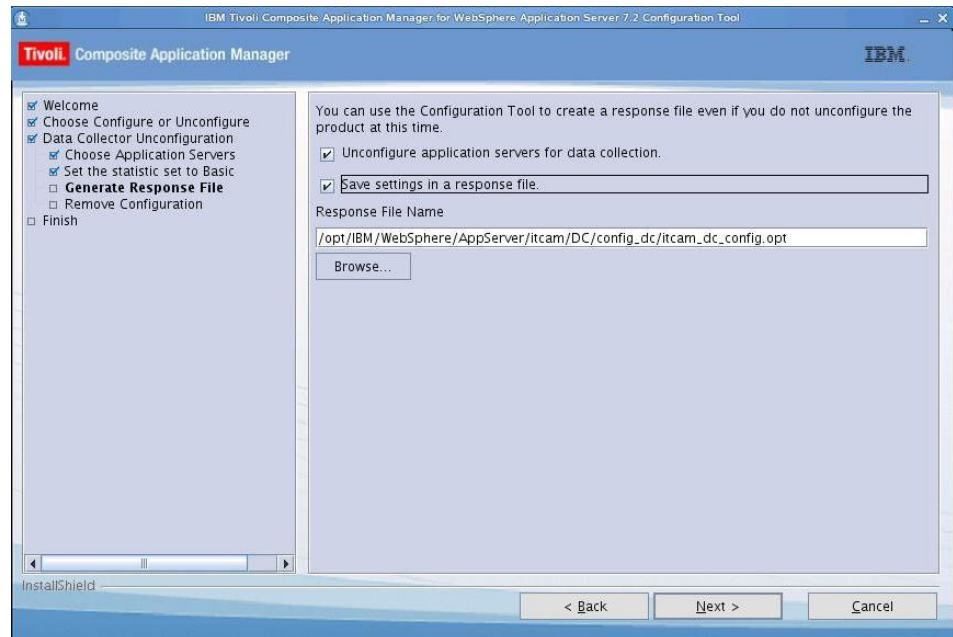 IBM Tivoli Composite Application Manager for WebSphere Application Server 7.2 Configuration Tool
Tivoli. Composite Application Manager
IBM.
Welcome
Choose Configure or Unconfigure
Data Collector Unconfiguration
Choose Application Servers
Set the statistic set to Basic
Generate Response File
Remove Configuration
Finish
You can use the Configuration Tool to create a response file even if you do not unconfigure the
product at this time.
Unconfigure application servers for data collection.
Save settings in a response file.
Response File Name
/opt/IBM/WebSphere/AppServer/itcam/DC/config_dc/itcam_dc_config.opt
Browse...
InstallShield
< Back
Next >
Cancel